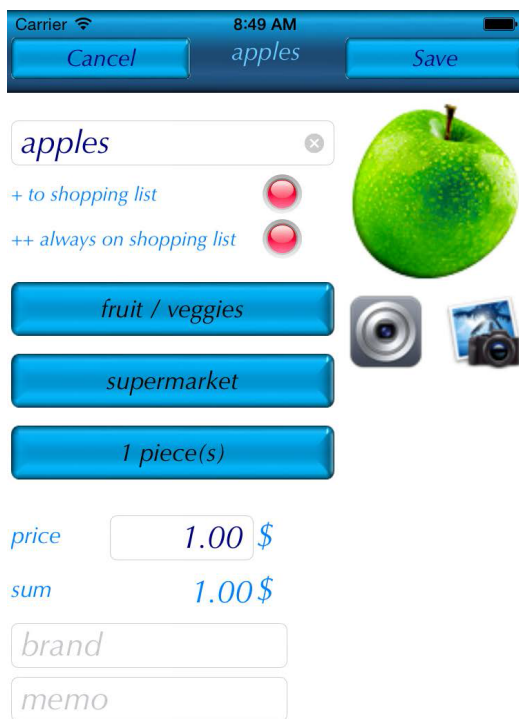 Carrier 8:49 AM
Cancel apples Save
apples
+ to shopping list
++ always on shopping list
fruit / veggies
supermarket
1 piece(s)
price 1.00 $
sum 1.00 $
brand
memo